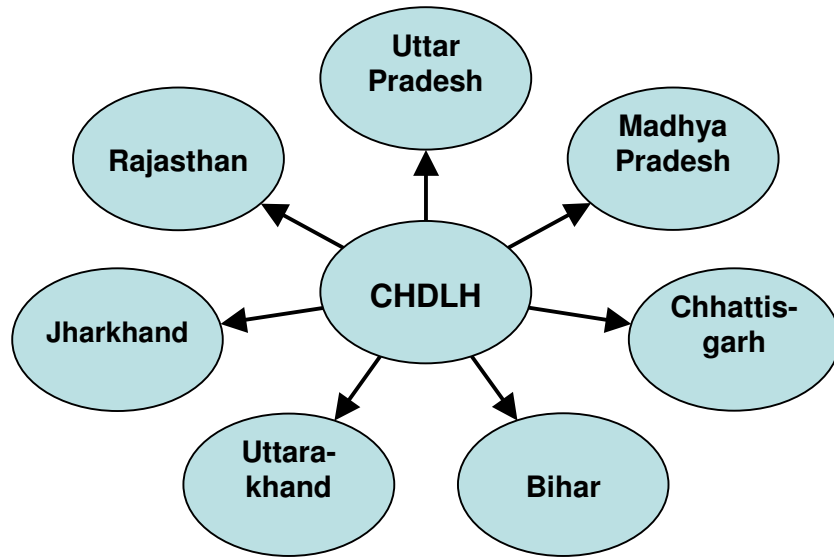 Uttar
Pradesh
Rajasthan
Madhya
Pradesh
CHDLH
Jharkhand
Chhattis-
garh
Uttara-
khand
Bihar